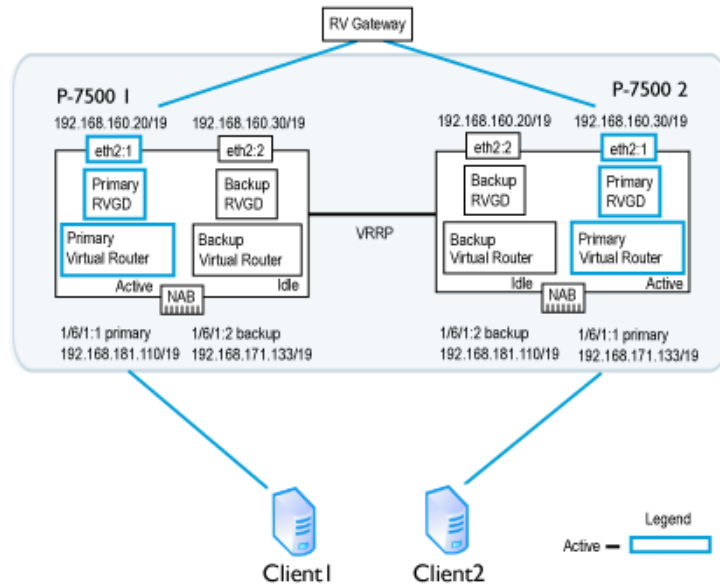 RV Gateway
P-7500 1
P-7500 2
192.168.160.20/19
192.168.160.30/19
192.168.160.20/19
192.168.160.30/19
eth2:1
eth2:2
eth2:2
eth2:1
Primary
RVGD
Backup
RVGD
Backup
RVGD
Primary
RVGD
VRRP
Primary
Virtual Router
Backup
Virtual Router
Backup
Virtual Router
Primary
Virtual Router
Active
Idle
Idle
Active
NAB
NAB
1/6/1:1 primary
192.168.181.110/19
1/6/1:2 backup
192.168.171.133/19
1/6/1:2 backup
192.168.181.110/19
1/6/1:1 primary
192.168.171.133/19
Client1
Client2
Legend
Active